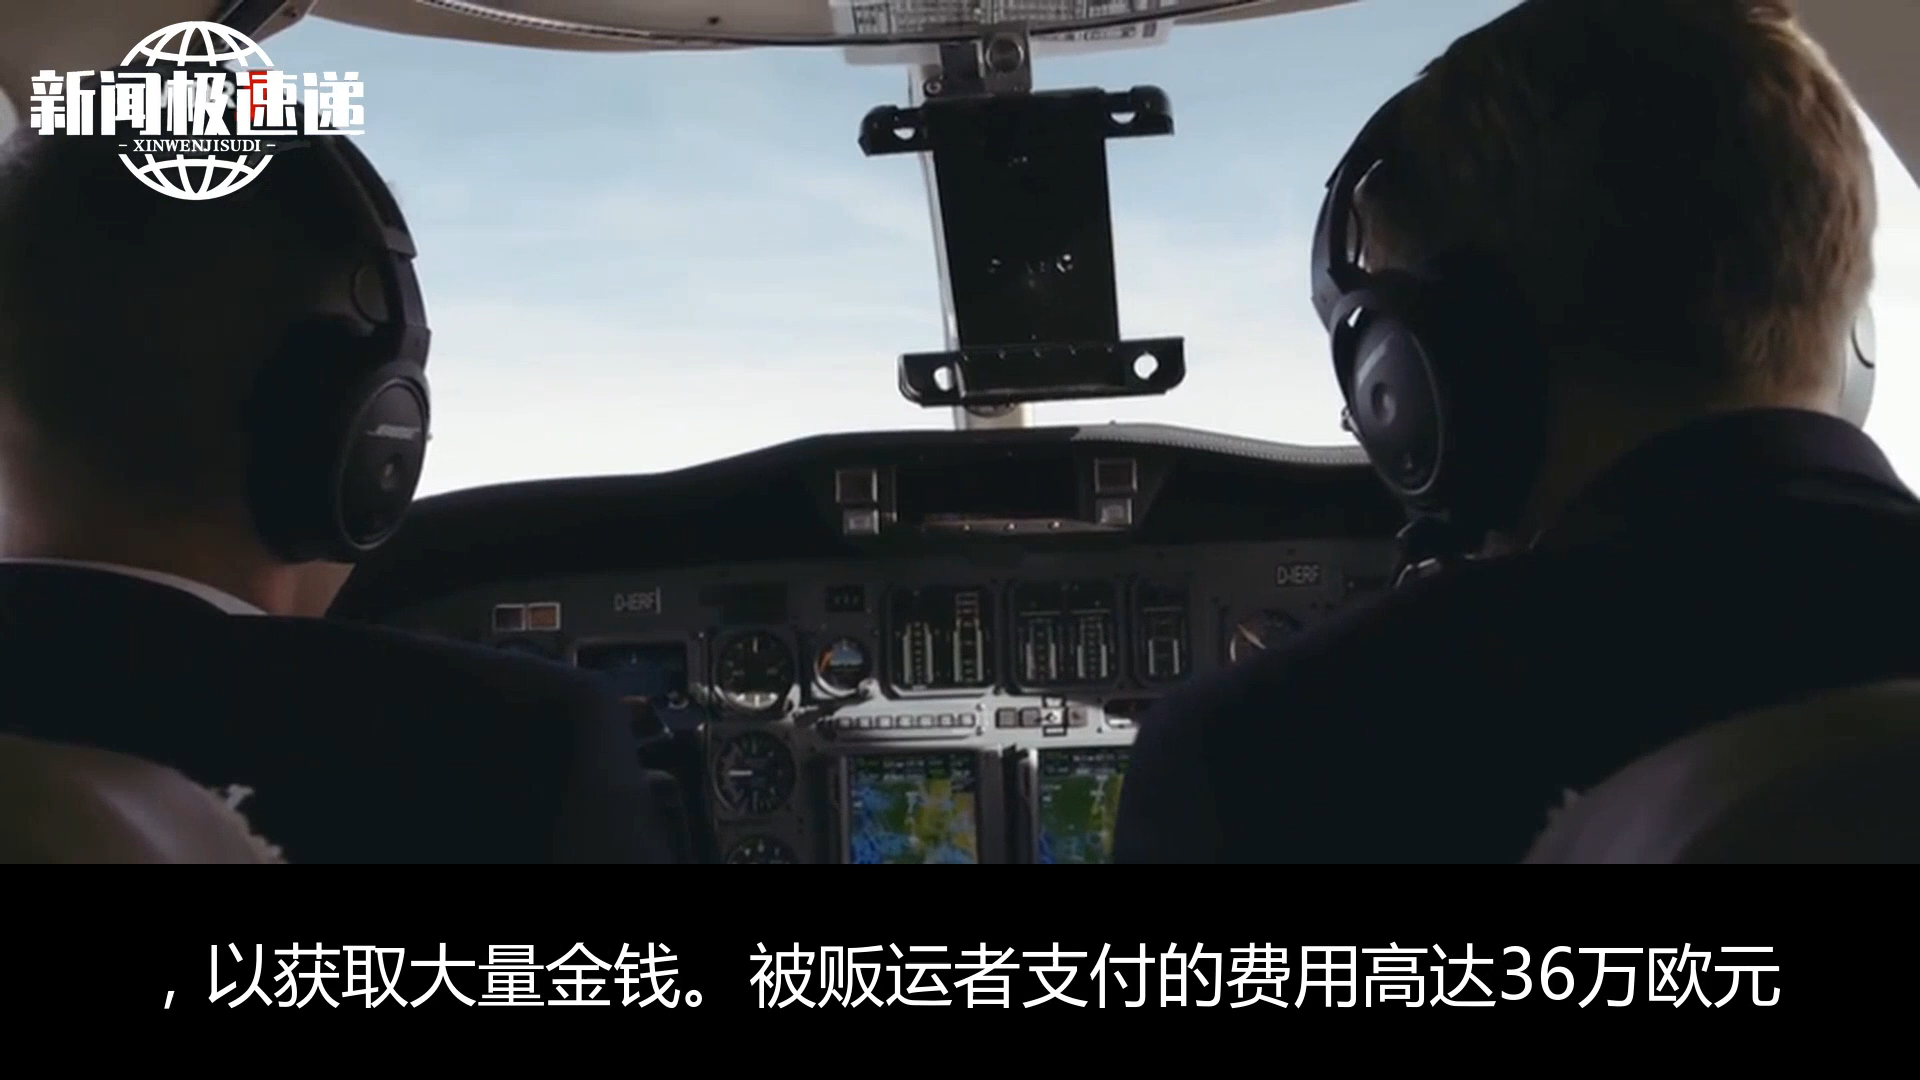 新闻极速递
- XINWENJISUDI -
D-IERF
D-IERF
，以获取大量金钱。被贩运者支付的费用高达36万欧元